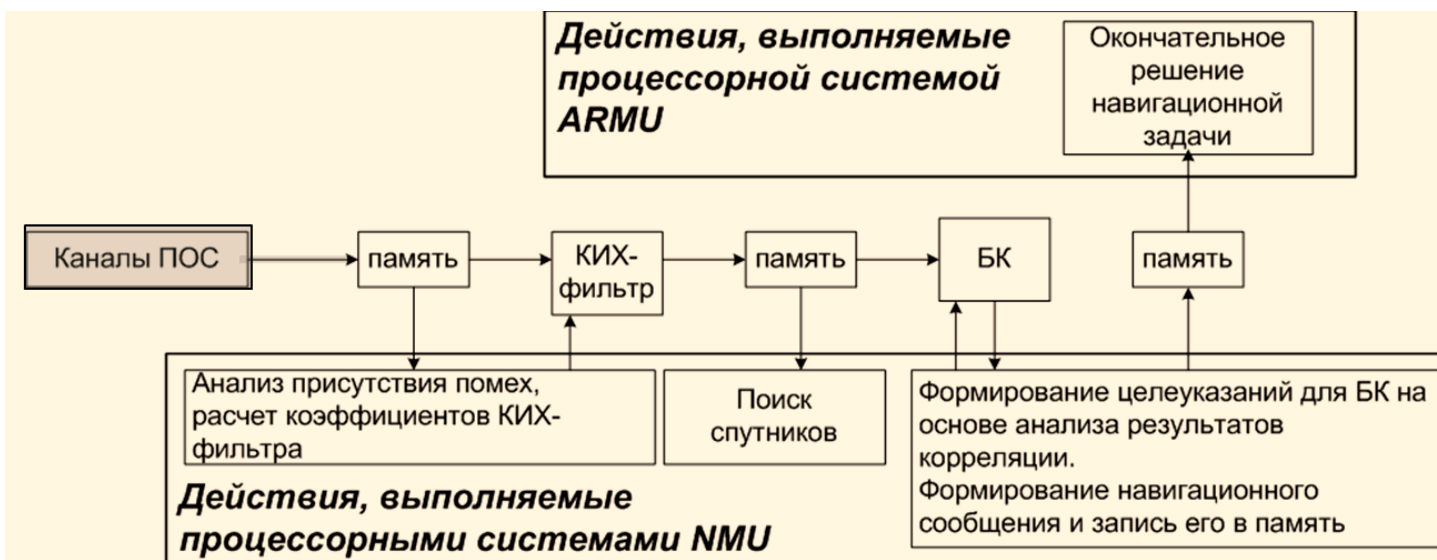 Действия, выполняемые
процессорной системой
ARMU
Окончательное
решение
навигационной
задачи
Каналы ПОС
память
КИХ-
фильтр
память
БК
память
Анализ присутствия помех,
расчет коэффициентов КИХ-
фильтра
Поиск
спутников
Формирование целеуказаний для БК на
основе анализа результатов
корреляции.
Формирование навигационного
сообщения и запись его в память
Действия, выполняемые
процессорными системами NMU